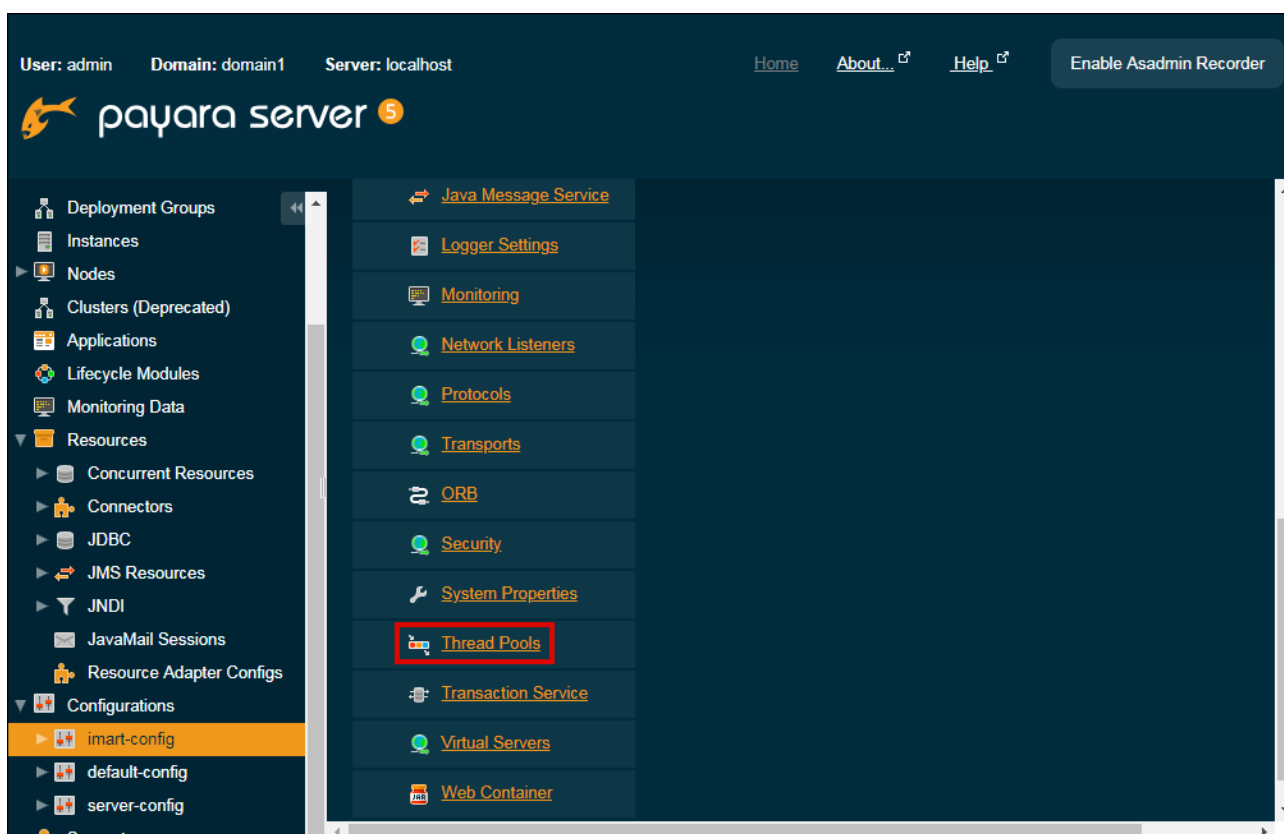 User: admin Domain: domain1 Server: localhost Home About... Help Enable Asadmin Recorder
payara server 5
Deployment Groups
Instances
Nodes
Clusters (Deprecated)
Applications
Lifecycle Modules
Monitoring Data
Resources
Concurrent Resources
Connectors
JDBC
JMS Resources
JNDI
JavaMail Sessions
Resource Adapter Configs
Configurations
imart-config
default-config
server-config
Java Message Service
Logger Settings
Monitoring
Network Listeners
Protocols
Transports
ORB
Security
System Properties
Thread Pools
Transaction Service
Virtual Servers
Web Container